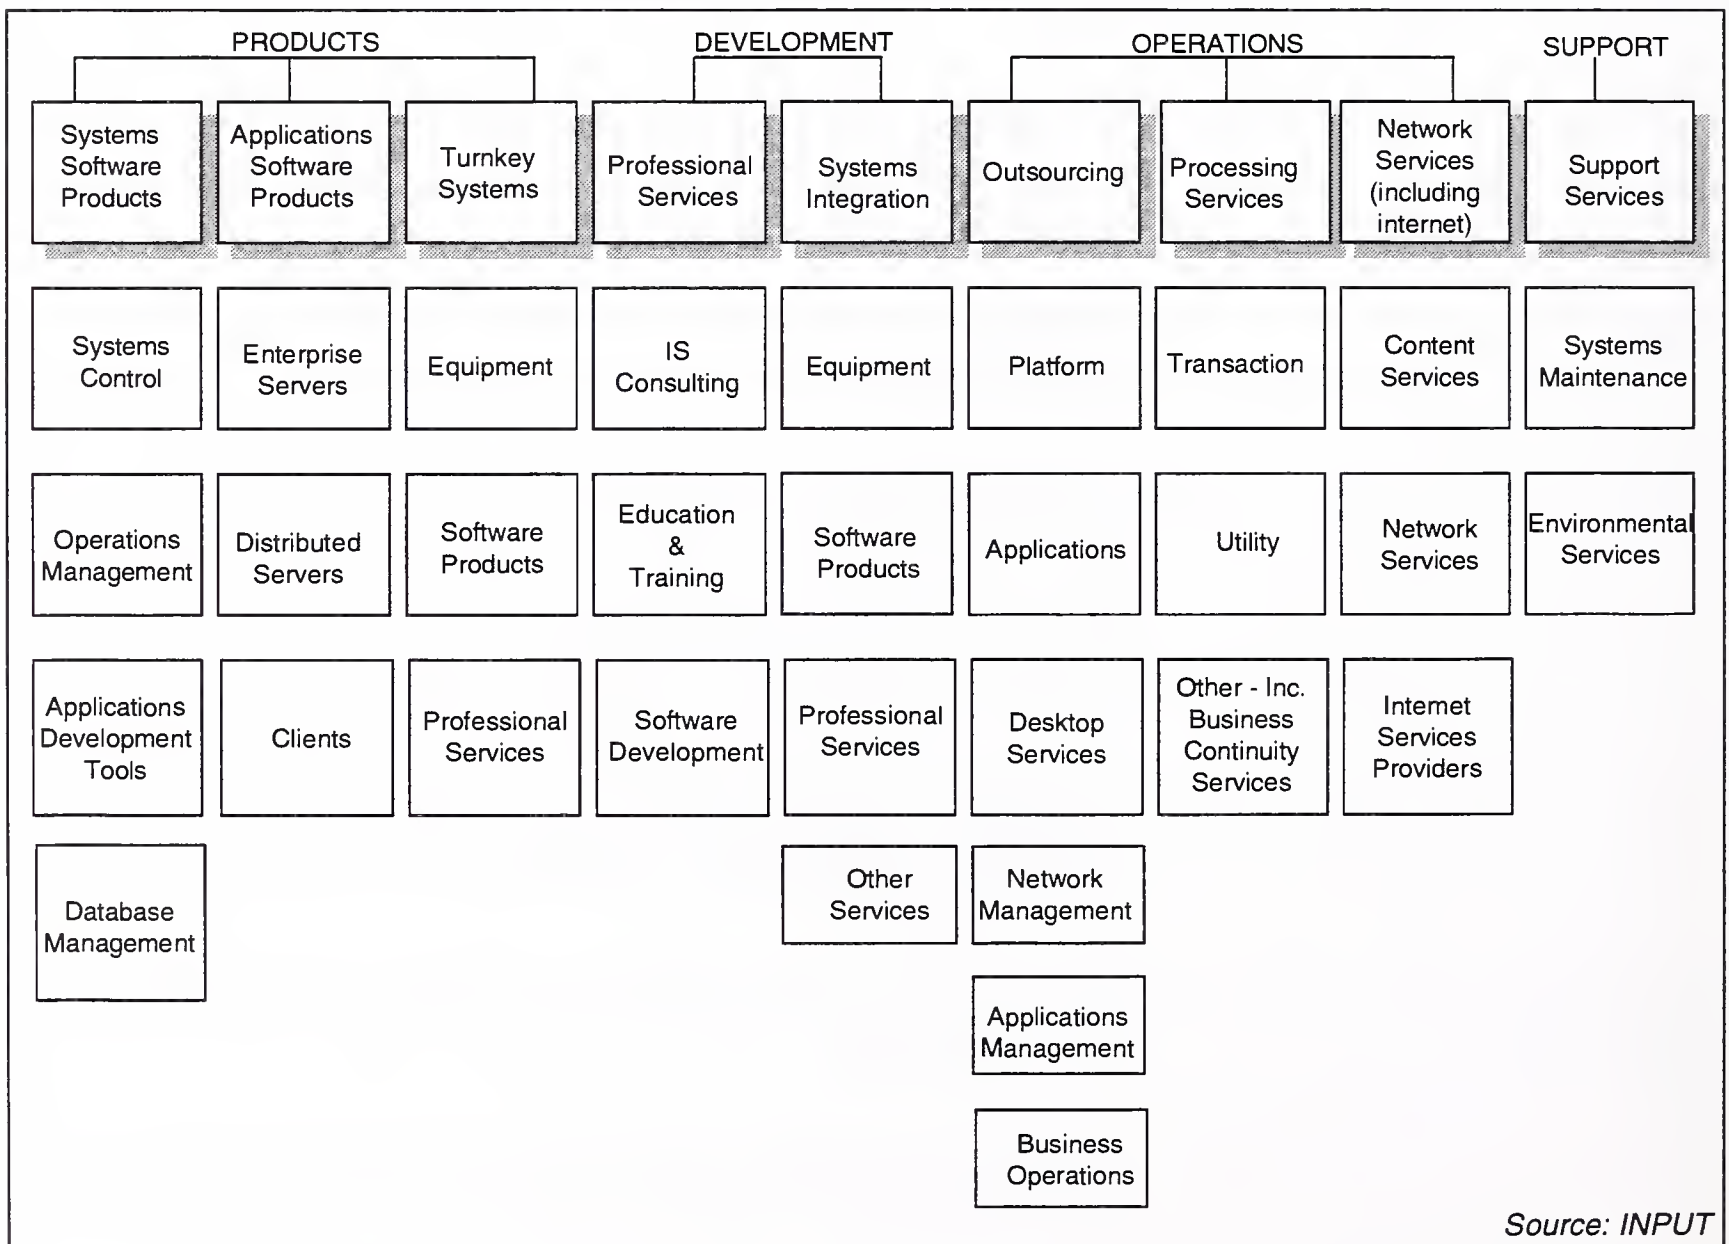 PRODUCTS
DEVELOPMENT
OPERATIONS
SUPPORT
Systems
Software
Products
Applications
Software
Products
Turnkey
Systems
Professional
Services
Systems
Integration
Outsourcing
Processing
Services
Network
Services
(including
internet)
Support
Services
Systems
Control
Enterprise
Servers
Equipment
IS
Consulting
Equipment
Platform
Transaction
Content
Services
Systems
Maintenance
Operations
Management
Distributed
Servers
Software
Products
Education
&
Training
Software
Products
Applications
Utility
Network
Services
Environmental
Services
Applications
Development
Tools
Clients
Professional
Services
Software
Development
Professional
Services
Desktop
Services
Other - Inc.
Business
Continuity
Services
Internet
Services
Providers
Database
Management
Other
Services
Network
Management
Applications
Management
Business
Operations
Source: INPUT